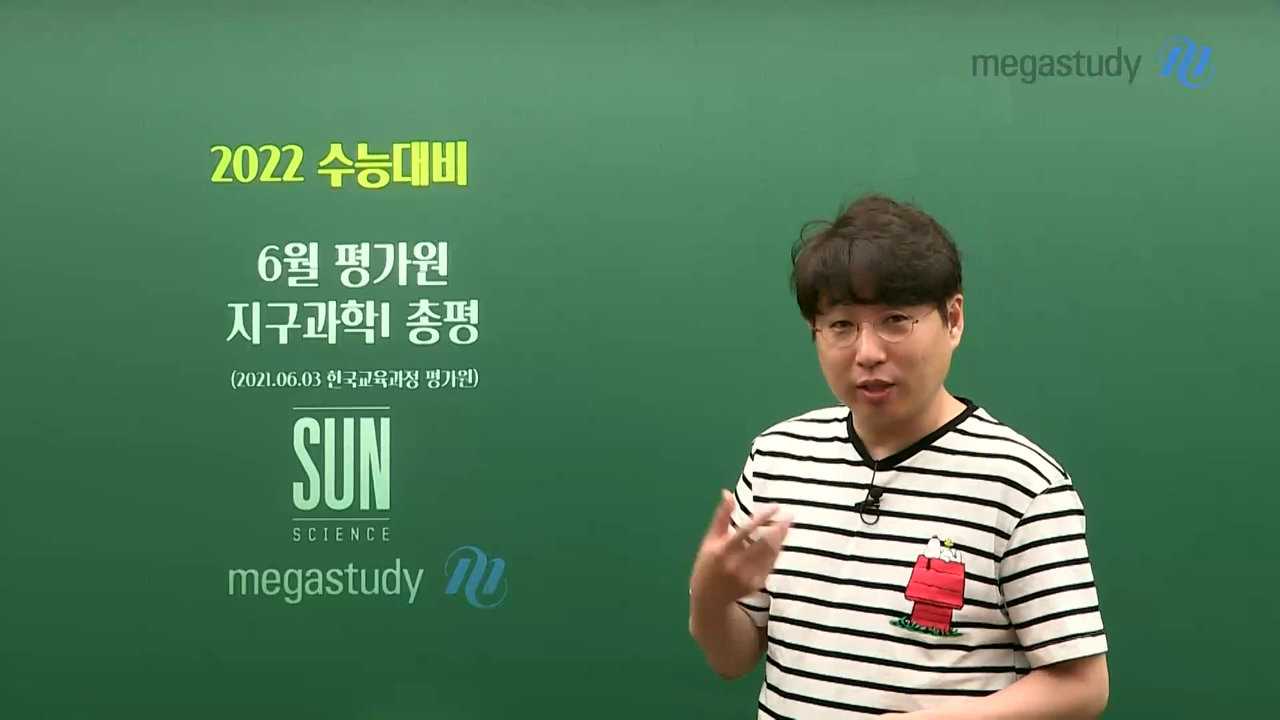 megastudy
2022 수능대비
6월 평가원
지구과학I 총평
(2021.06.03 한국교육과정 평가원)
SUN
SCIENCE
megastudy